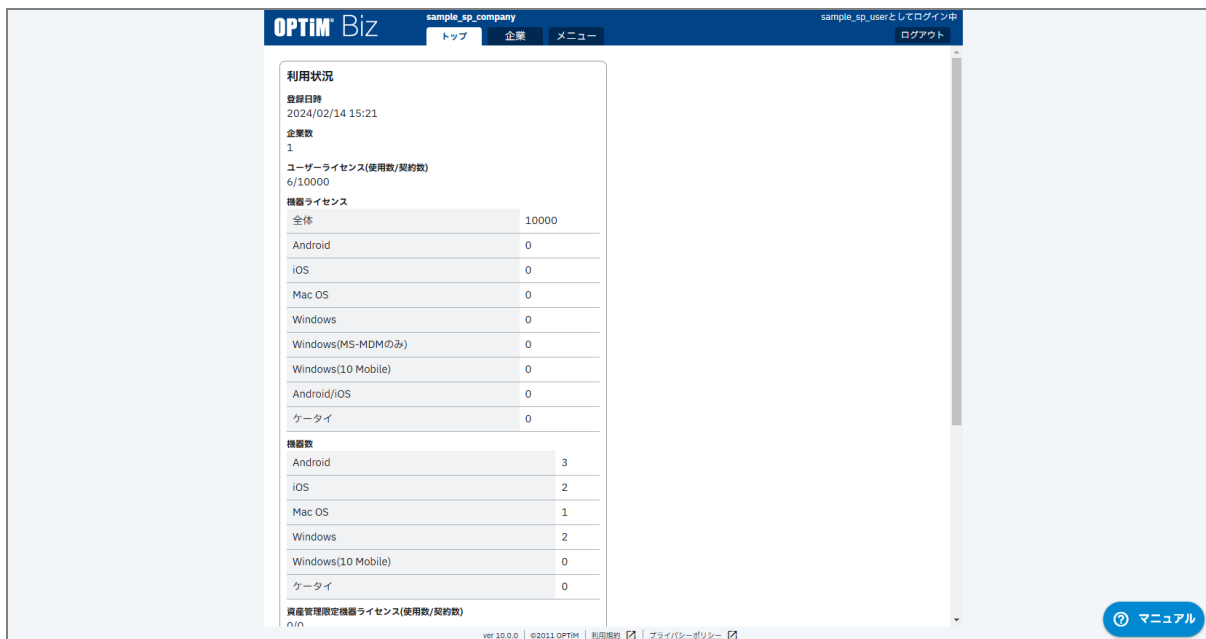 OPTiM Biz
sample_sp_company
sample_sp_userとしてログイン中
トップ 企業 メニュー
ログアウト
利用状況
登録日時
2024/02/14 15:21
企業数
1
ユーザーライセンス(使用数/契約数)
6/10000
機器ライセンス
全体 10000
Android 0
iOS 0
Mac OS 0
Windows 0
Windows(MS-MDMのみ) 0
Windows(10 Mobile) 0
Android/iOS 0
ケータイ 0
機器数
Android 3
iOS 2
Mac OS 1
Windows 2
Windows(10 Mobile) 0
ケータイ 0
資産管理限定機器ライセンス(使用数/契約数)
0/0
マニュアル
ver 10.0.0 ©2011 OPTiM 利用規約 プライバシーポリシー